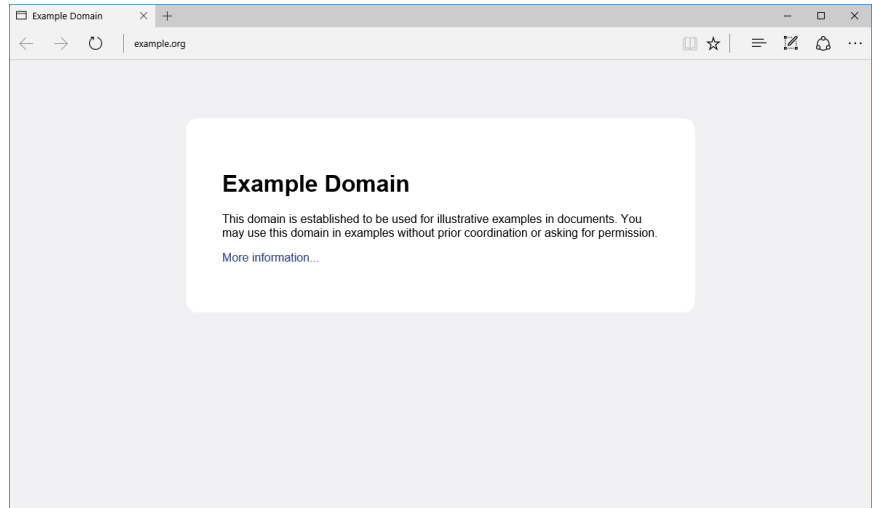 Example Domain
example.org
Example Domain
This domain is established to be used for illustrative examples in documents. You
may use this domain in examples without prior coordination or asking for permission.
More information...